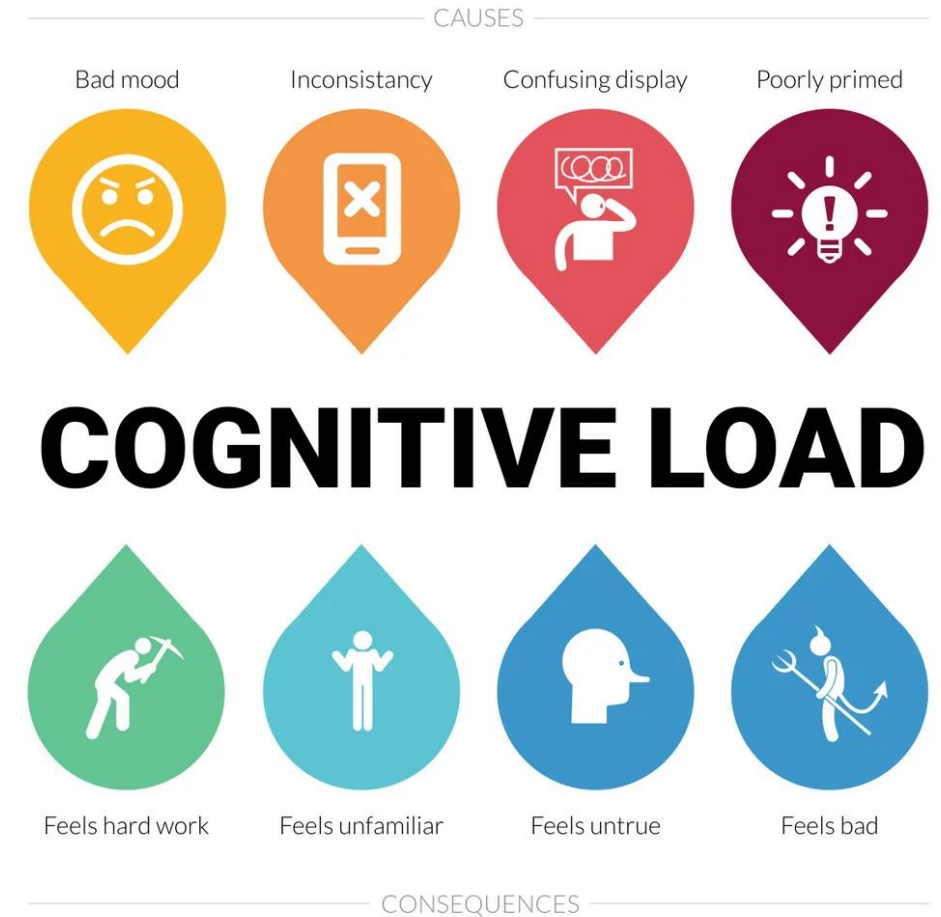 CAUSES
Bad mood Inconsistancy Confusing display Poorly primed
COGNITIVE LOAD
Feels hard work Feels unfamiliar Feels untrue Feels bad
CONSEQUENCES